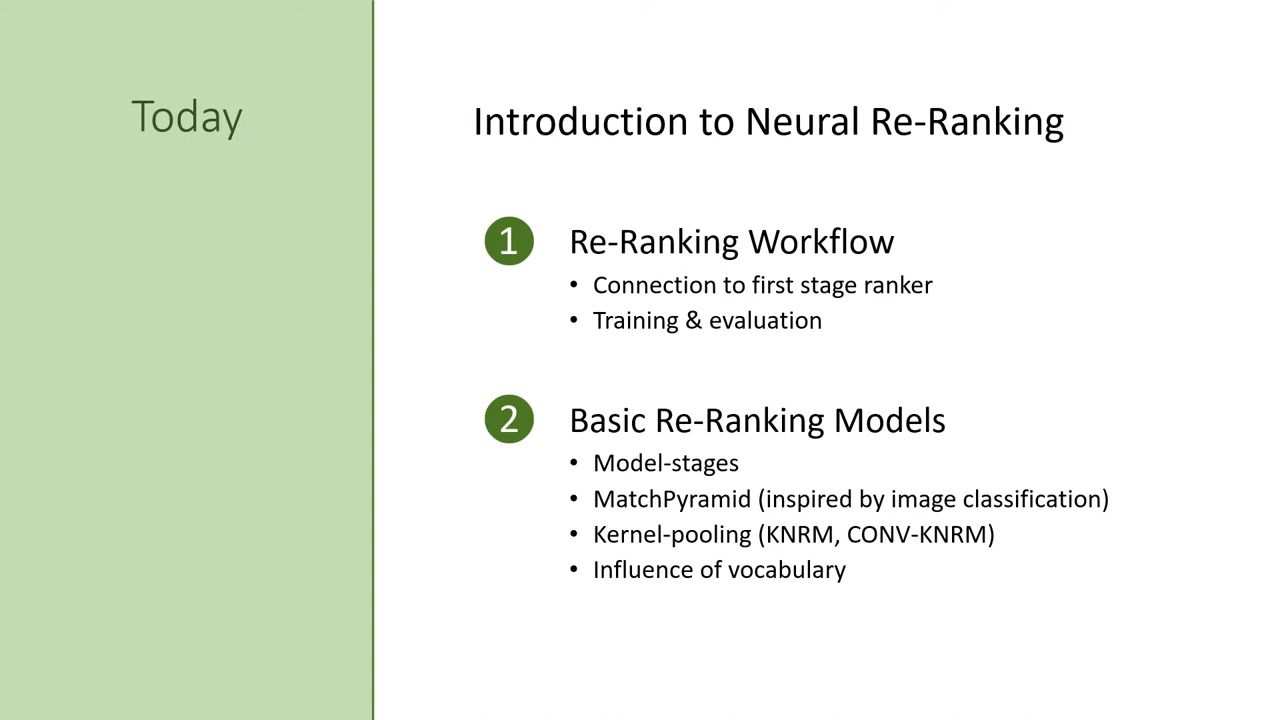 Today
Introduction to Neural Re-Ranking
1 Re-Ranking Workflow
• Connection to first stage ranker
• Training & evaluation
2 Basic Re-Ranking Models
• Model-stages
• MatchPyramid (inspired by image classification)
• Kernel-pooling (KNRM, CONV-KNRM)
• Influence of vocabulary